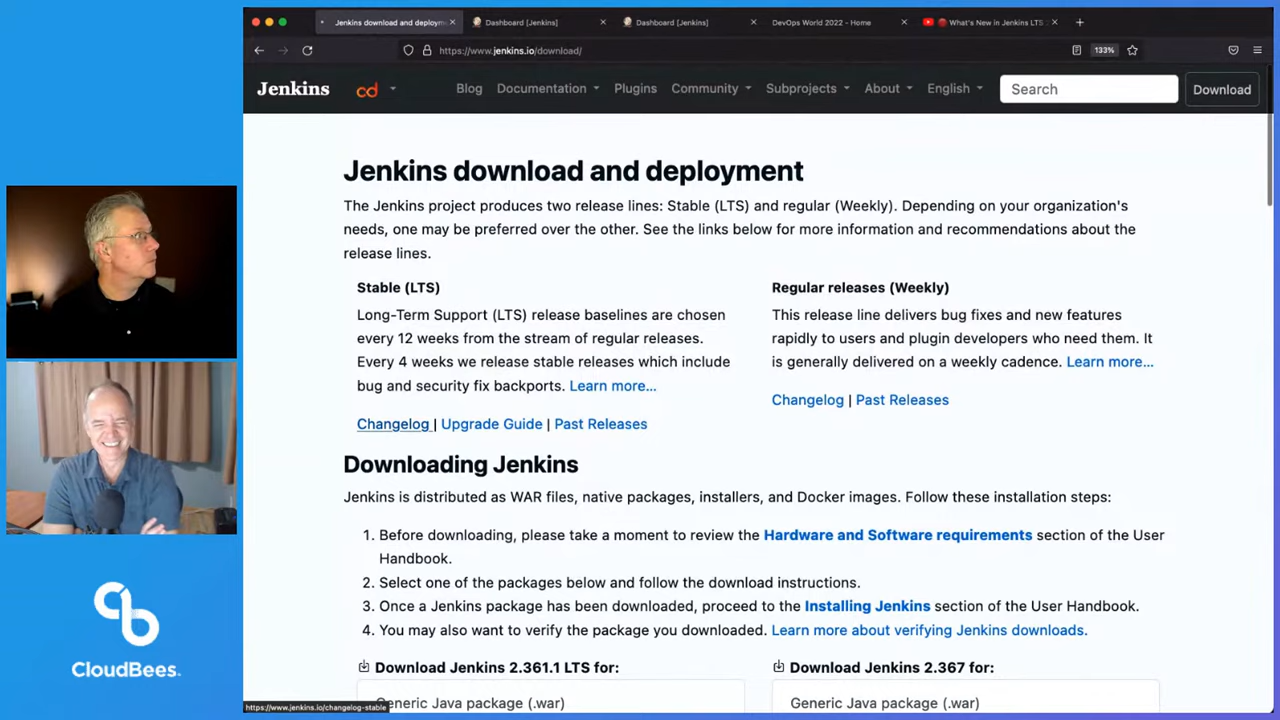 Jenkins download and deploym
Dashboard [Jenkins]
Dashboard [Jenkins]
DevOps World 2022 - Home
What's New in Jenkins LTS
https://www.jenkins.io/download/
133%
Jenkins
cd
Blog
Documentation
Plugins
Community
Subprojects
About
English
Search
Download
Jenkins download and deployment
The Jenkins project produces two release lines: Stable (LTS) and regular (Weekly). Depending on your organization's
needs, one may be preferred over the other. See the links below for more information and recommendations about the
release lines.
Stable (LTS)
Long-Term Support (LTS) release baselines are chosen
every 12 weeks from the stream of regular releases.
Every 4 weeks we release stable releases which include
bug and security fix backports. Learn more...
Changelog | Upgrade Guide | Past Releases
Regular releases (Weekly)
This release line delivers bug fixes and new features
rapidly to users and plugin developers who need them. It
is generally delivered on a weekly cadence. Learn more...
Changelog | Past Releases
Downloading Jenkins
Jenkins is distributed as WAR files, native packages, installers, and Docker images. Follow these installation steps:
1. Before downloading, please take a moment to review the Hardware and Software requirements section of the User
Handbook.
2. Select one of the packages below and follow the download instructions.
3. Once a Jenkins package has been downloaded, proceed to the Installing Jenkins section of the User Handbook.
4. You may also want to verify the package you downloaded. Learn more about verifying Jenkins downloads.
Download Jenkins 2.361.1 LTS for:
Generic Java package (.war)
Download Jenkins 2.367 for:
Generic Java package (.war)
https://www.jenkins.io/changelog-stable
CloudBees.